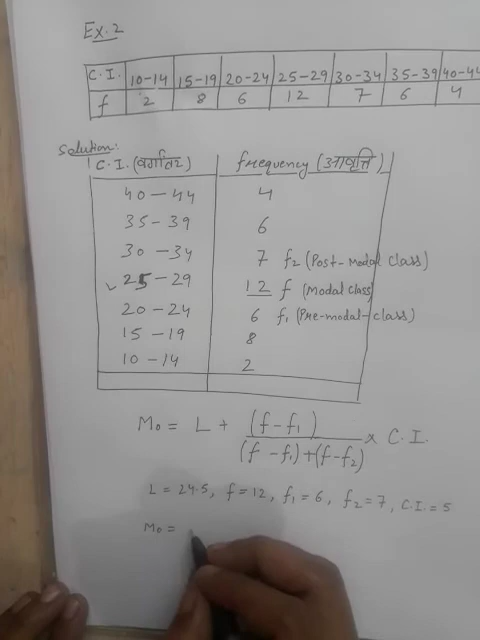 Ex.2
C.I. 10-14 15-19 20-24 25-29 30-34 35-39 40-44
f 2 8 6 12 7 6 4
Solution:
C.I. (वर्गांतर) frequency (आवृत्ति)
40-44 4
35-39 6
30-34 7 f2 (Post-Modal class)
✓ 25-29 12 f (Modal class)
20-24 6 f1 (Pre-modal-class)
15-19 8
10-14 2
Mo = L + (f-f1) / (f-f1)+(f-f2) x C.I.
L = 24.5, f=12, f1=6, f2=7, C.I.=5
Mo =